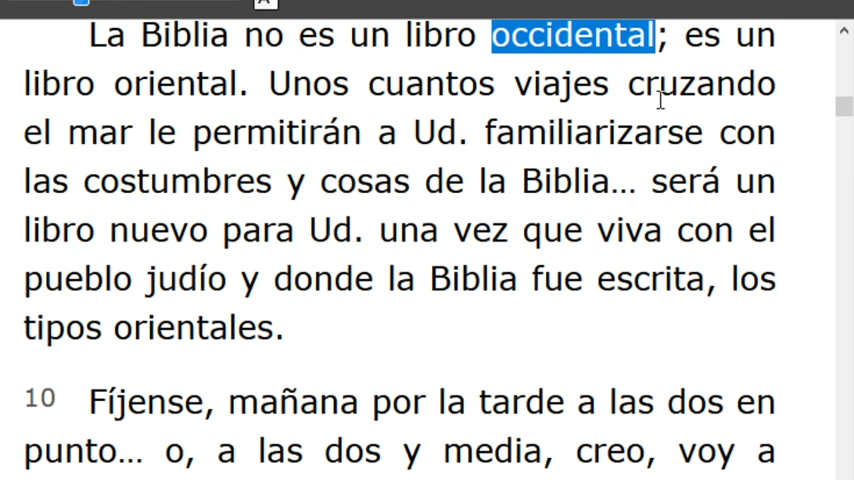 La Biblia no es un libro occidental; es un
libro oriental. Unos cuantos viajes cruzando
el mar le permitirán a Ud. familiarizarse con
las costumbres y cosas de la Biblia… será un
libro nuevo para Ud. una vez que viva con el
pueblo judío y donde la Biblia fue escrita, los
tipos orientales.
10 Fíjense, mañana por la tarde a las dos en
punto… o, a las dos y media, creo, voy a